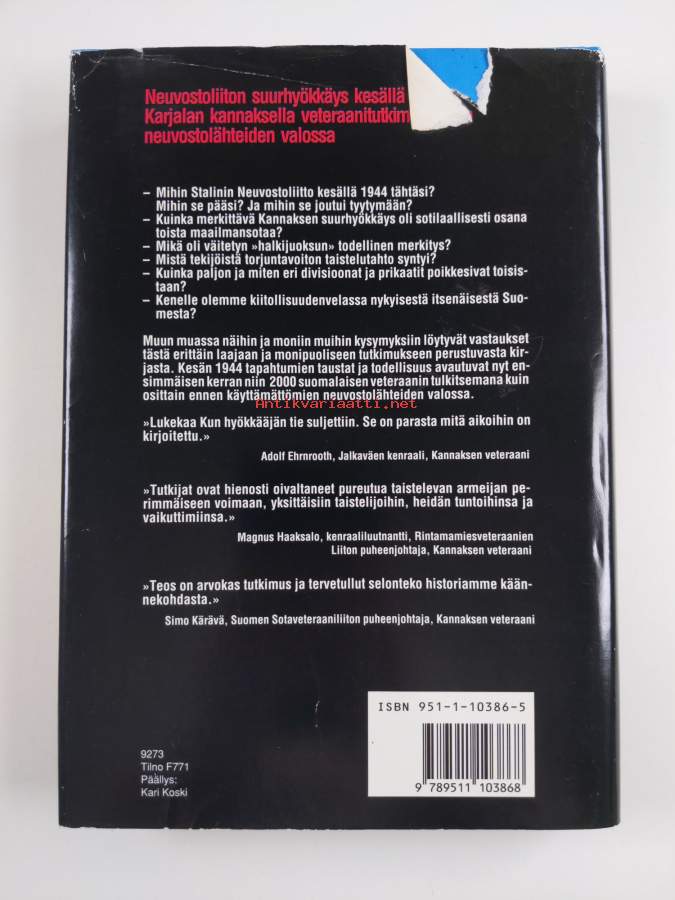 Neuvostoliiton suurhyökkäys kesällä
Karjalan kannaksella
neuvostolähteiden valossa
– Mihin Stalinin Neuvostoliitto kesällä 1944 tähtäsi?
Mihin se pääsi? Ja mihin se joutui tyytymään?
– Kuinka merkittävä Kannaksen suurhyökkäys oli sotilaallisesti osana
toista maailmansotaa?
– Mikä oli väitetyn »halkijuoksun» todellinen merkitys?
– Mistä tekijöistä torjuntavoiton taistelutahto syntyi?
– Kuinka paljon ja miten eri divisioonat ja prikaatit poikkesivat toisis-
taan?
– Kenelle olemme kiitollisuudenvelassa nykyisestä itsenäisestä Suo-
mesta?
Muun muassa näihin ja moniin muihin kysymyksiin löytyvät vastaukset
tästä erittäin laajaan ja monipuoliseen tutkimukseen perustuvasta kir-
jasta. Kesän 1944 tapahtumien taustat ja todellisuus avautuvat nyt en-
simmäisen kerran niin 2000 suomalaisen veteraanin tulkitsemana kuin
osittain ennen käyttämättömien neuvostolähteiden valossa.
Antikvariaatti.net
»Lukekaa Kun hyökkääjän tie suljettiin. Se on parasta mitä aikoihin on
kirjoitettu.»
Adolf Ehrnrooth, Jalkaväen kenraali, Kannaksen veteraani
»Tutkijat ovat hienosti oivaltaneet pureutua taistelevan armeijan pe-
rimmäiseen voimaan, yksittäisiin taistelijoihin, heidän tuntoihinsa ja
vaikuttimiinsa.»
Magnus Haaksalo, kenraaliluutnantti, Rintamamiesveteraanien
Liiton puheenjohtaja, Kannaksen veteraani
»Teos on arvokas tutkimus ja tervetullut selonteko historiamme kään-
nekohdasta.»
Simo Kärävä, Suomen Sotaveteraaniliiton puheenjohtaja, Kannaksen veteraani
ISBN 951-1-10386-5
9 789511 103868
9273
Tilno F771
Päällys:
Kari Koski